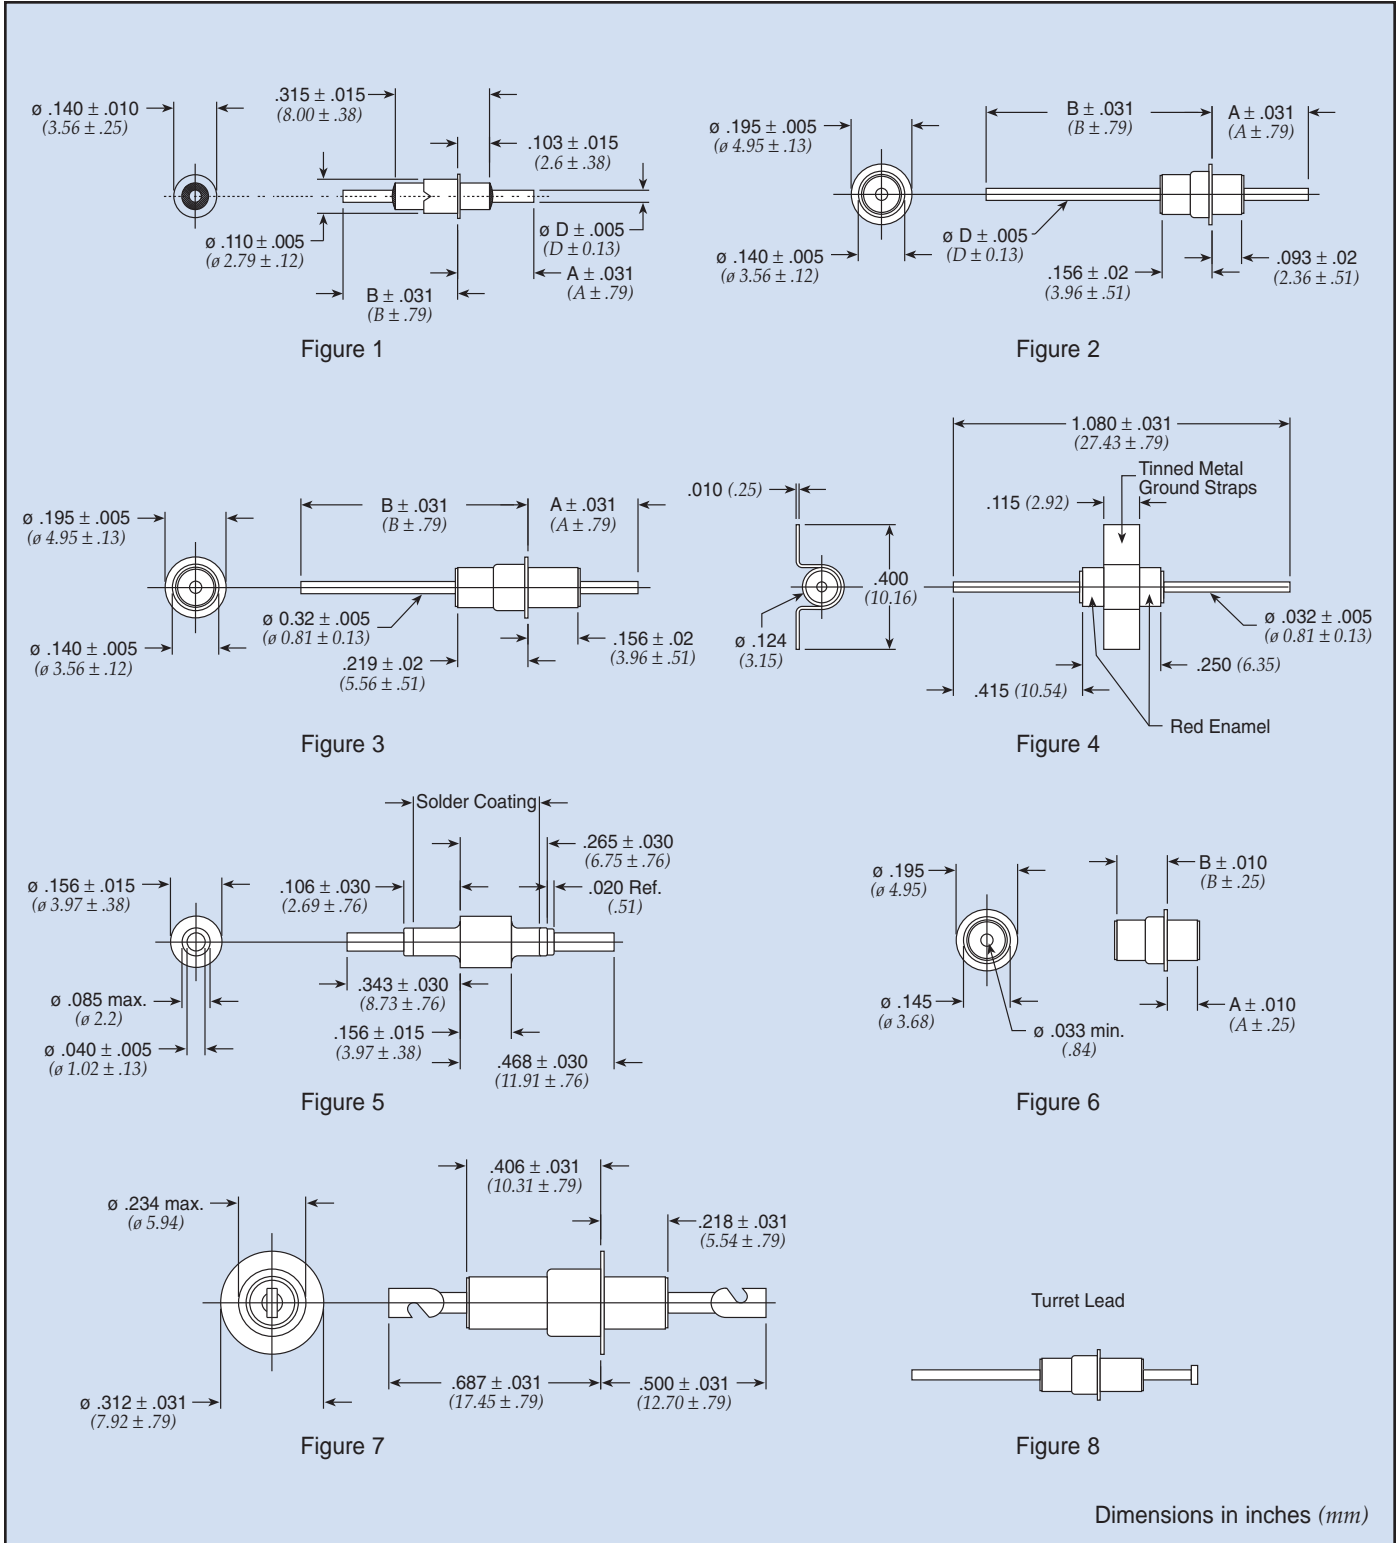 ø .140 ± .010
(3.56 ± .25)
.315 ± .015
(8.00 ± .38)
.103 ± .015
(2.6 ± .38)
ø .110 ± .005
(ø 2.79 ± .12)
ø D ± .005
(D ± 0.13)
A ± .031
(A ± .79)
B ± .031
(B ± .79)
Figure 1
ø .195 ± .005
(ø 4.95 ± .13)
B ± .031
(B ± .79)
A ± .031
(A ± .79)
ø .140 ± .005
(ø 3.56 ± .12)
ø D ± .005
(D ± 0.13)
.156 ± .02
(3.96 ± .51)
.093 ± .02
(2.36 ± .51)
Figure 2
ø .195 ± .005
(ø 4.95 ± .13)
B ± .031
(B ± .79)
A ± .031
(A ± .79)
ø 0.32 ± .005
(ø 0.81 ± 0.13)
ø .140 ± .005
(ø 3.56 ± .12)
.219 ± .02
(5.56 ± .51)
.156 ± .02
(3.96 ± .51)
Figure 3
1.080 ± .031
(27.43 ± .79)
Tinned Metal
Ground Straps
.010 (.25)
.115 (2.92)
.400
(10.16)
ø .124
(3.15)
ø .032 ± .005
(ø 0.81 ± 0.13)
.250 (6.35)
.415 (10.54)
Red Enamel
Figure 4
Solder Coating
.265 ± .030
(6.75 ± .76)
ø .156 ± .015
(ø 3.97 ± .38)
.106 ± .030
(2.69 ± .76)
.020 Ref.
(.51)
ø .085 max.
(ø 2.2)
.343 ± .030
(8.73 ± .76)
ø .040 ± .005
(ø 1.02 ± .13)
.156 ± .015
(3.97 ± .38)
.468 ± .030
(11.91 ± .76)
Figure 5
ø .195
(ø 4.95)
B ± .010
(B ± .25)
ø .145
(ø 3.68)
ø .033 min.
(.84)
A ± .010
(A ± .25)
Figure 6
.406 ± .031
(10.31 ± .79)
ø .234 max.
(ø 5.94)
.218 ± .031
(5.54 ± .79)
ø .312 ± .031
(7.92 ± .79)
.687 ± .031
(17.45 ± .79)
.500 ± .031
(12.70 ± .79)
Figure 7
Turret Lead
Figure 8
Dimensions in inches (mm)